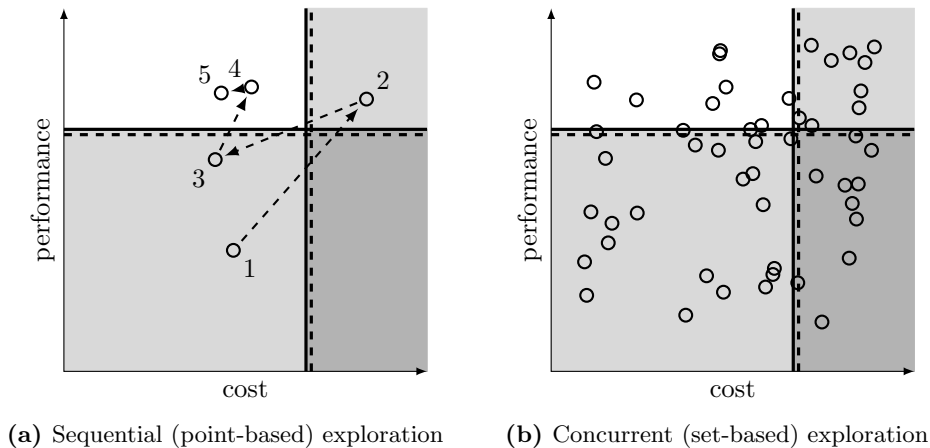 performance
5
4
2
3
1
cost
(a) Sequential (point-based) exploration
performance
cost
(b) Concurrent (set-based) exploration